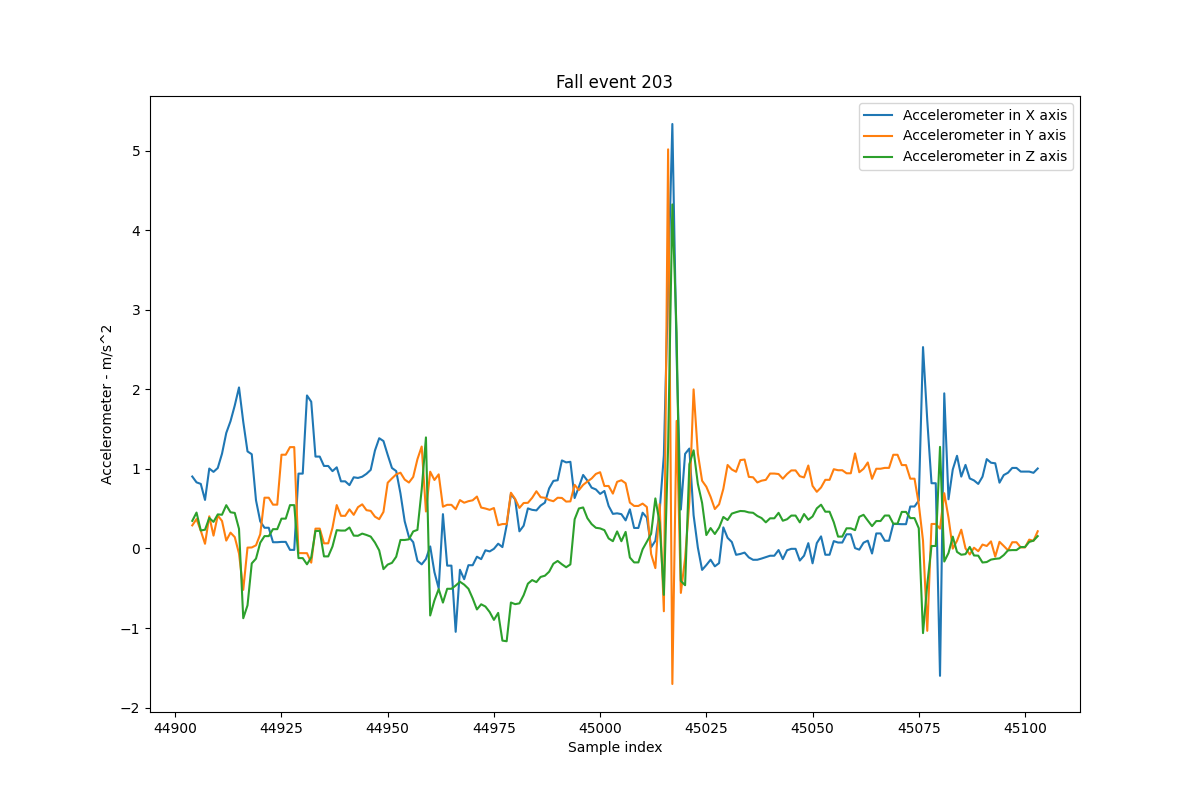 Fall event 203
Accelerometer in X axis
Accelerometer in Y axis
Accelerometer in Z axis
Accelerometer - m/s^2
5
4
3
2
1
0
−1
−2
44900 44925 44950 44975 45000 45025 45050 45075 45100
Sample index